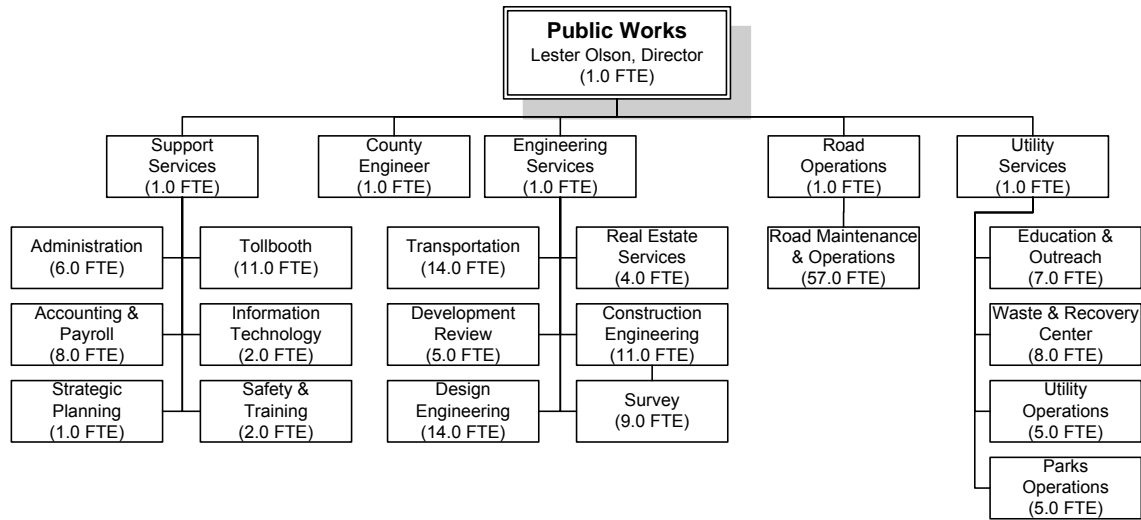 Public Works
Lester Olson, Director
(1.0 FTE)
Support
Services
(1.0 FTE)
County
Engineer
(1.0 FTE)
Engineering
Services
(1.0 FTE)
Road
Operations
(1.0 FTE)
Utility
Services
(1.0 FTE)
Administration
(6.0 FTE)
Tollbooth
(11.0 FTE)
Transportation
(14.0 FTE)
Real Estate
Services
(4.0 FTE)
Road Maintenance
& Operations
(57.0 FTE)
Education &
Outreach
(7.0 FTE)
Accounting &
Payroll
(8.0 FTE)
Information
Technology
(2.0 FTE)
Development
Review
(5.0 FTE)
Construction
Engineering
(11.0 FTE)
Waste & Recovery
Center
(8.0 FTE)
Strategic
Planning
(1.0 FTE)
Safety &
Training
(2.0 FTE)
Design
Engineering
(14.0 FTE)
Survey
(9.0 FTE)
Utility
Operations
(5.0 FTE)
Parks
Operations
(5.0 FTE)